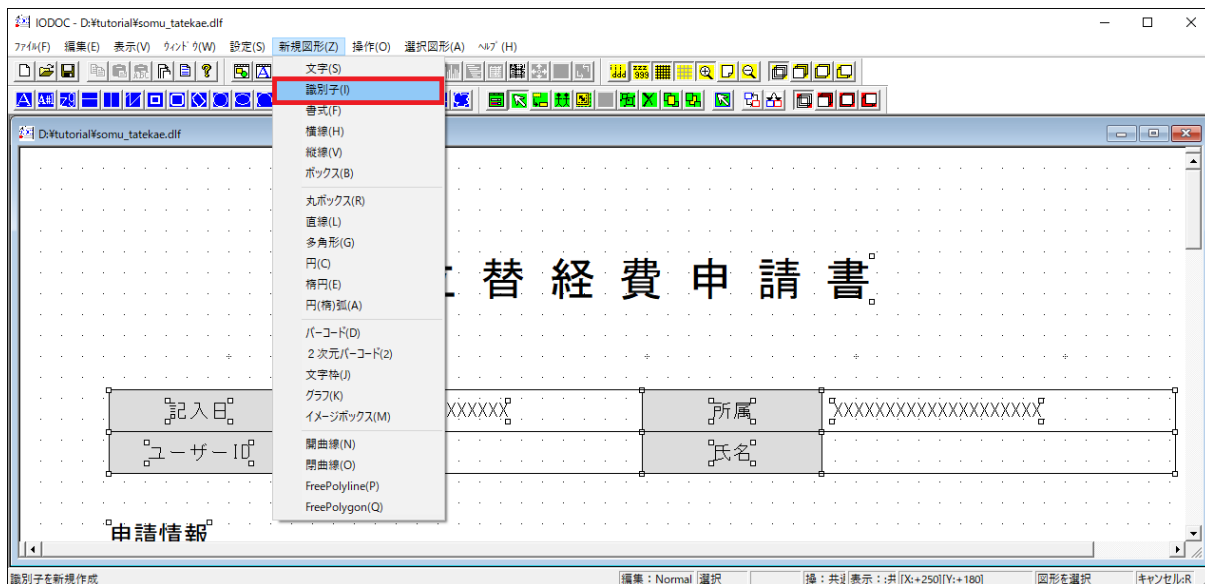 IODOC - D:¥tutorial¥somu_tatekae.dlf
ﾌｧｲﾙ(F) 編集(E) 表示(V) ｳｨﾝﾄﾞｳ(W) 設定(S) 新規図形(Z) 操作(O) 選択図形(A) ﾍﾙﾌﾟ(H)
文字(S)
識別子(I)
書式(F)
横線(H)
縦線(V)
ボックス(B)
丸ボックス(R)
直線(L)
多角形(G)
円(C)
楕円(E)
円(楕)弧(A)
バーコード(D)
２次元バーコード(2)
文字枠(J)
グラフ(K)
イメージボックス(M)
開曲線(N)
閉曲線(O)
FreePolyline(P)
FreePolygon(Q)
D:¥tutorial¥somu_tatekae.dlf
替経費申請書
記入日 XXXXXX 所属 XXXXXXXXXXXXXXXXXXXX
ユーザーID 氏名
申請情報
識別子を新規作成 編集：Normal 選択 操：共通 表示：:共 [X:+250][Y:+180] 図形を選択 キャンセル:R